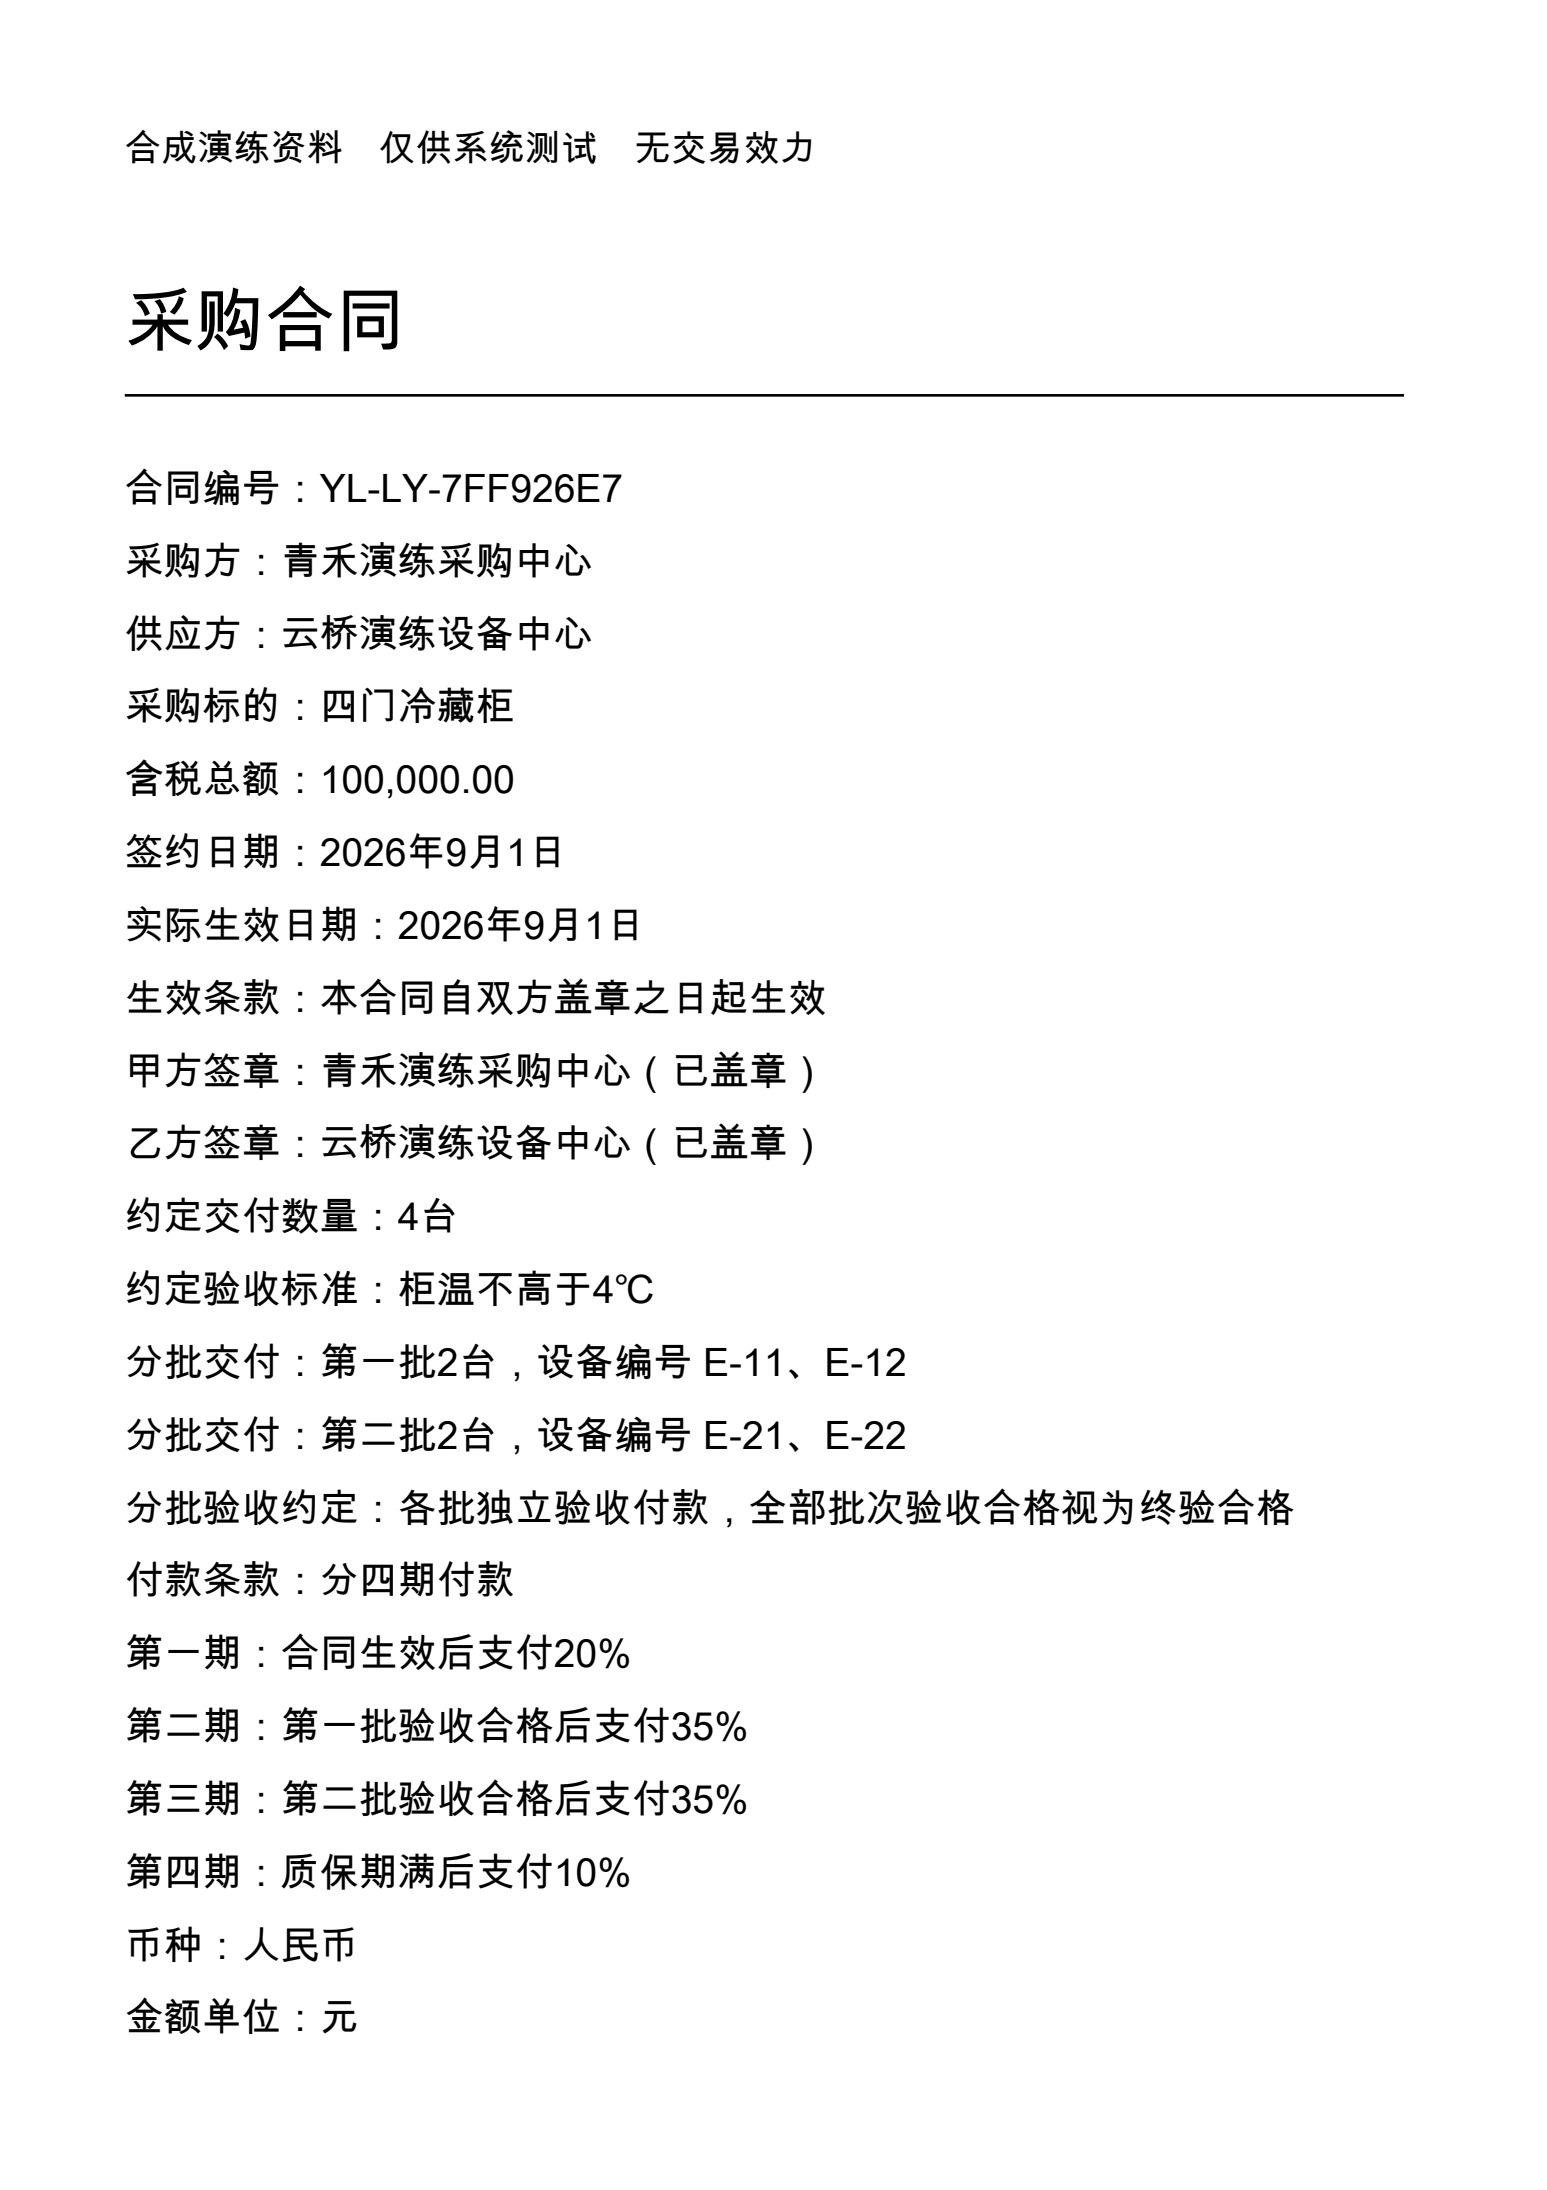 合成演练资料　仅供系统测试　无交易效力
采购合同
合同编号：YL-LY-7FF926E7
采购方：青禾演练采购中心
供应方：云桥演练设备中心
采购标的：四门冷藏柜
含税总额：100,000.00
签约日期：2026年9月1日
实际生效日期：2026年9月1日
生效条款：本合同自双方盖章之日起生效
甲方签章：青禾演练采购中心（已盖章）
乙方签章：云桥演练设备中心（已盖章）
约定交付数量：4台
约定验收标准：柜温不高于4℃
分批交付：第一批2台，设备编号 E-11、E-12
分批交付：第二批2台，设备编号 E-21、E-22
分批验收约定：各批独立验收付款，全部批次验收合格视为终验合格
付款条款：分四期付款
第一期：合同生效后支付20%
第二期：第一批验收合格后支付35%
第三期：第二批验收合格后支付35%
第四期：质保期满后支付10%
币种：人民币
金额单位：元